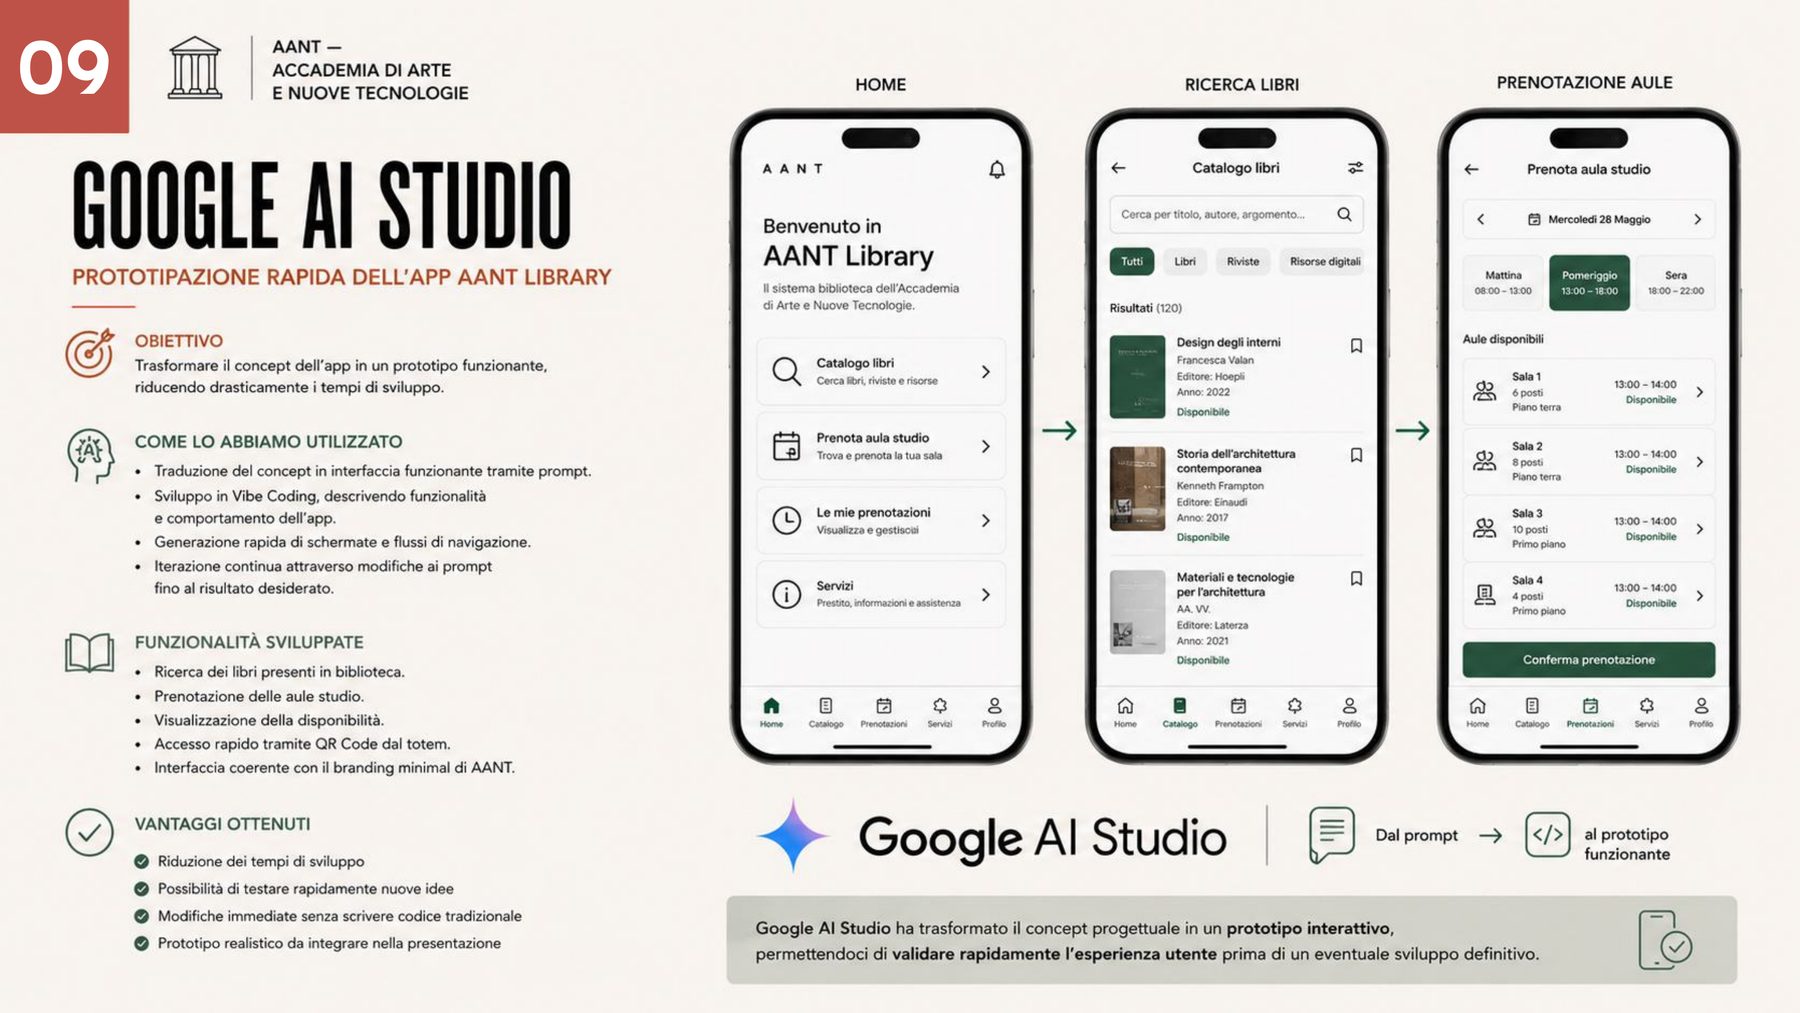 09
AANT —
ACCADEMIA DI ARTE
E NUOVE TECNOLOGIE
GOOGLE AI STUDIO
PROTOTIPAZIONE RAPIDA DELL'APP AANT LIBRARY
OBIETTIVO
Trasformare il concept dell'app in un prototipo funzionante,
riducendo drasticamente i tempi di sviluppo.
COME LO ABBIAMO UTILIZZATO
• Traduzione del concept in interfaccia funzionante tramite prompt.
• Sviluppo in Vibe Coding, descrivendo funzionalità
e comportamento dell'app.
• Generazione rapida di schermate e flussi di navigazione.
• Iterazione continua attraverso modifiche ai prompt
fino al risultato desiderato.
FUNZIONALITÀ SVILUPPATE
• Ricerca dei libri presenti in biblioteca.
• Prenotazione delle aule studio.
• Visualizzazione della disponibilità.
• Accesso rapido tramite QR Code dal totem.
• Interfaccia coerente con il branding minimal di AANT.
VANTAGGI OTTENUTI
Riduzione dei tempi di sviluppo
Possibilità di testare rapidamente nuove idee
Modifiche immediate senza scrivere codice tradizionale
Prototipo realistico da integrare nella presentazione
HOME
AANT
Benvenuto in
AANT Library
Il sistema biblioteca dell'Accademia
di Arte e Nuove Tecnologie.
Catalogo libri
Cerca libri, riviste e risorse
Prenota aula studio
Trova e prenota la tua sala
Le mie prenotazioni
Visualizza e gestiscili
Servizi
Prestito, informazioni e assistenza
Home Catalogo Prenotazioni Servizi Profilo
RICERCA LIBRI
Catalogo libri
Cerca per titolo, autore, argomento...
Tutti Libri Riviste Risorse digitali
Risultati (120)
Design degli interni
Francesca Valan
Editore: Hoepli
Anno: 2022
Disponibile
Storia dell'architettura
contemporanea
Kenneth Frampton
Editore: Einaudi
Anno: 2017
Disponibile
Materiali e tecnologie
per l'architettura
AA. VV.
Editore: Laterza
Anno: 2021
Disponibile
Home Catalogo Prenotazioni Servizi Profilo
PRENOTAZIONE AULE
Prenota aula studio
Mercoledì 28 Maggio
Mattina Pomeriggio Sera
08:00 – 13:00 13:00 – 18:00 18:00 – 22:00
Aule disponibili
Sala 1
6 posti
Piano terra
13:00 – 14:00
Disponibile
Sala 2
8 posti
Piano terra
13:00 – 14:00
Disponibile
Sala 3
10 posti
Primo piano
13:00 – 14:00
Disponibile
Sala 4
4 posti
Primo piano
13:00 – 14:00
Disponibile
Conferma prenotazione
Home Catalogo Prenotazioni Servizi Profilo
Google AI Studio
Dal prompt → </> al prototipo
funzionante
Google AI Studio ha trasformato il concept progettuale in un prototipo interattivo,
permettendoci di validare rapidamente l'esperienza utente prima di un eventuale sviluppo definitivo.